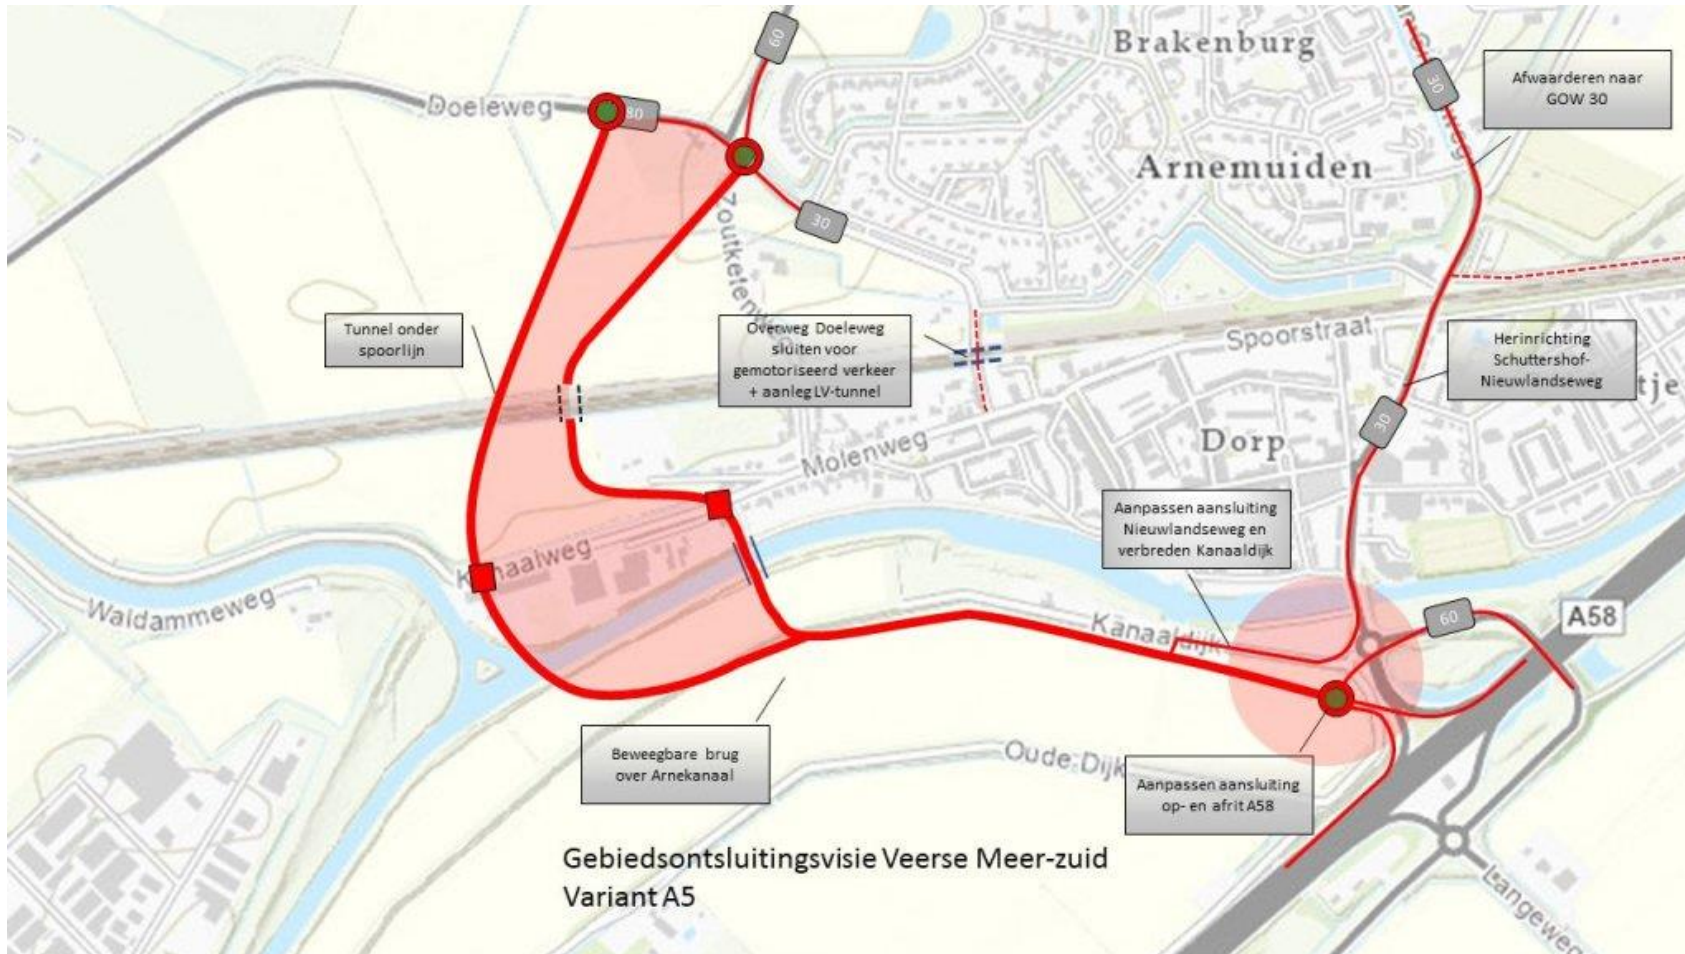 Brakenburg
60
30
Afwaarderen naar
GOW 30
Doeleweg
80
Arnemuiden
30
Zoutketenweg
Tunnel onder
spoorlijn
Overweg Doeleweg
sluiten voor
gemotoriseerd verkeer
+ aanleg LV-tunnel
Spoorstraat
Herinrichting
Schuttershof-
Nieuwlandseweg
tje
30
Dorp
Molenweg
Aanpassen aansluiting
Nieuwlandseweg en
verbreden Kanaaldijk
Kanaalweg
Waldammeweg
Kanaaldijk
60
A58
Beweegbare brug
over Arnekanaal
Oude Dijk
Aanpassen aansluiting
op- en afrit A58
Gebiedsontsluitingsvisie Veerse Meer-zuid
Variant A5
Langeweg